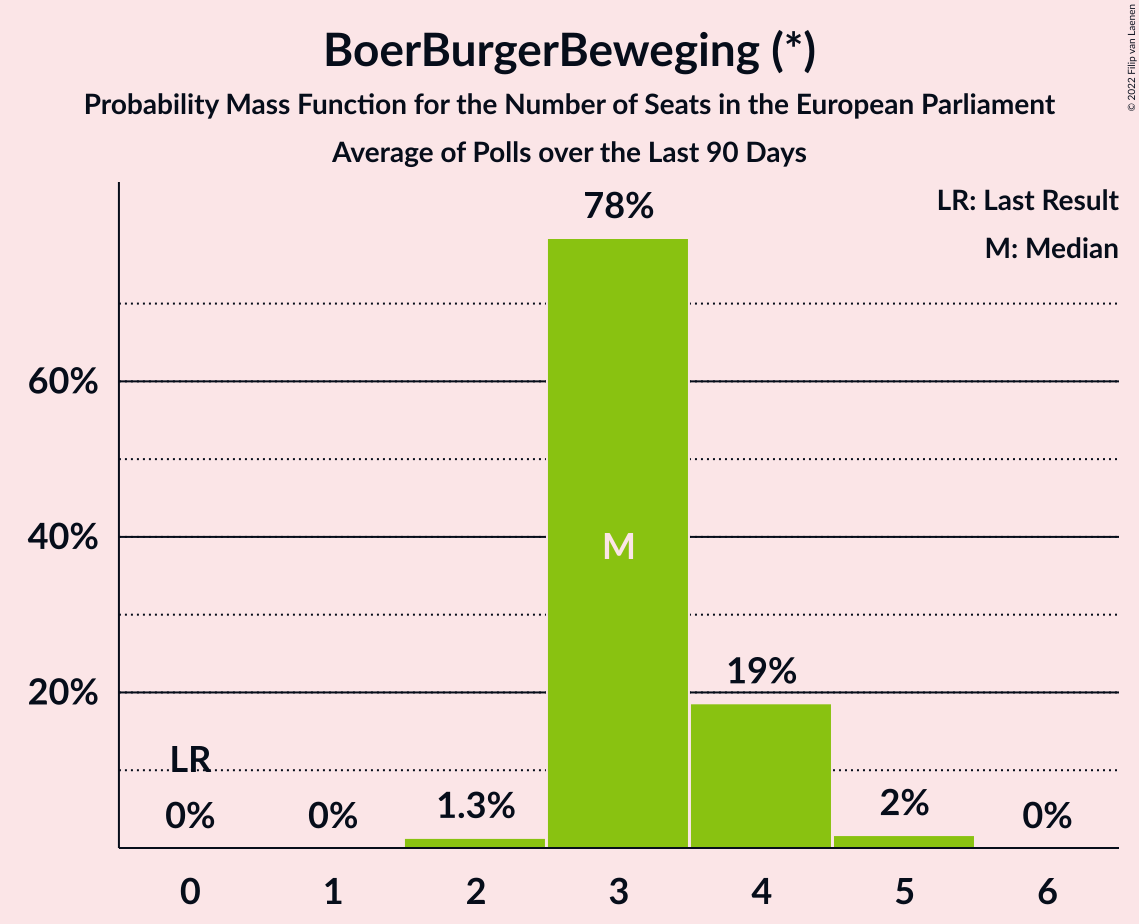 BoerBurgerBeweging (*)
Probability Mass Function for the Number of Seats in the European Parliament
Average of Polls over the Last 90 Days
© 2022 Filip van Laenen
LR: Last Result
M: Median
78%
60%
40%
M
20%
19%
LR
0%
0%
1.3%
2%
0%
0
1
2
3
4
5
6